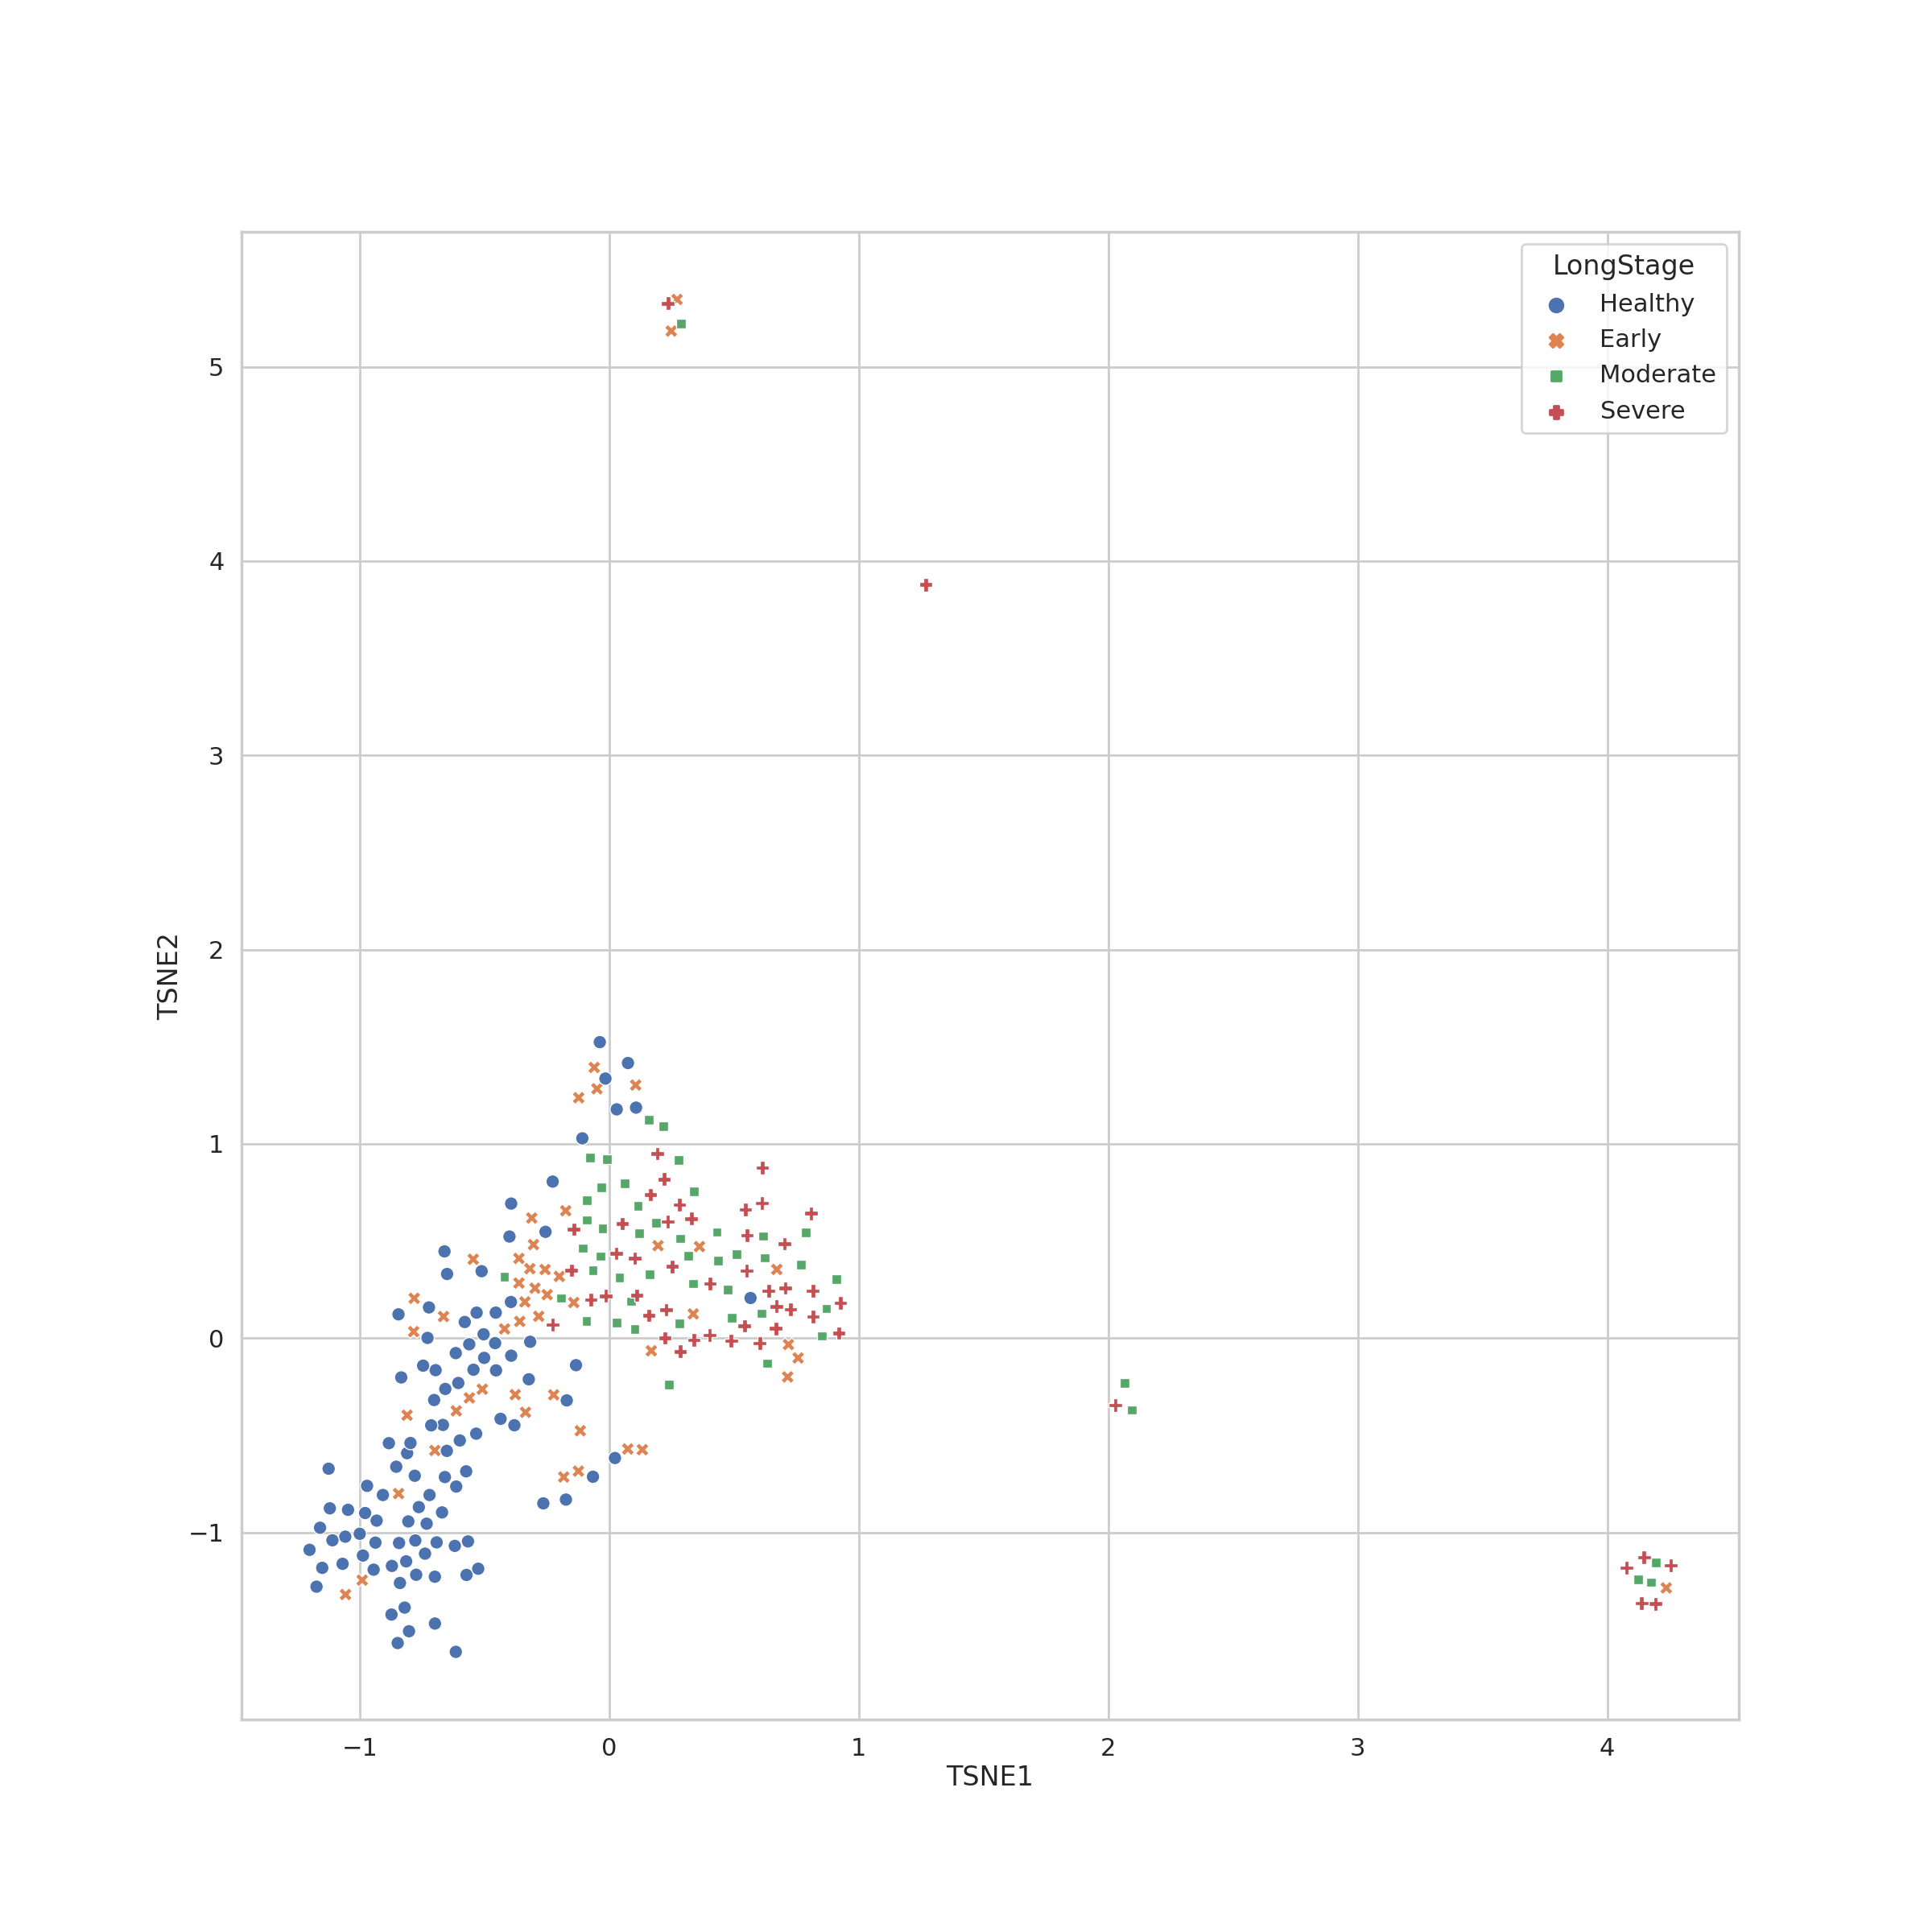 LongStage
Healthy
Early
Moderate
Severe
5
4
3
2
1
0
−1
TSNE2
−1 0 1 2 3 4
TSNE1